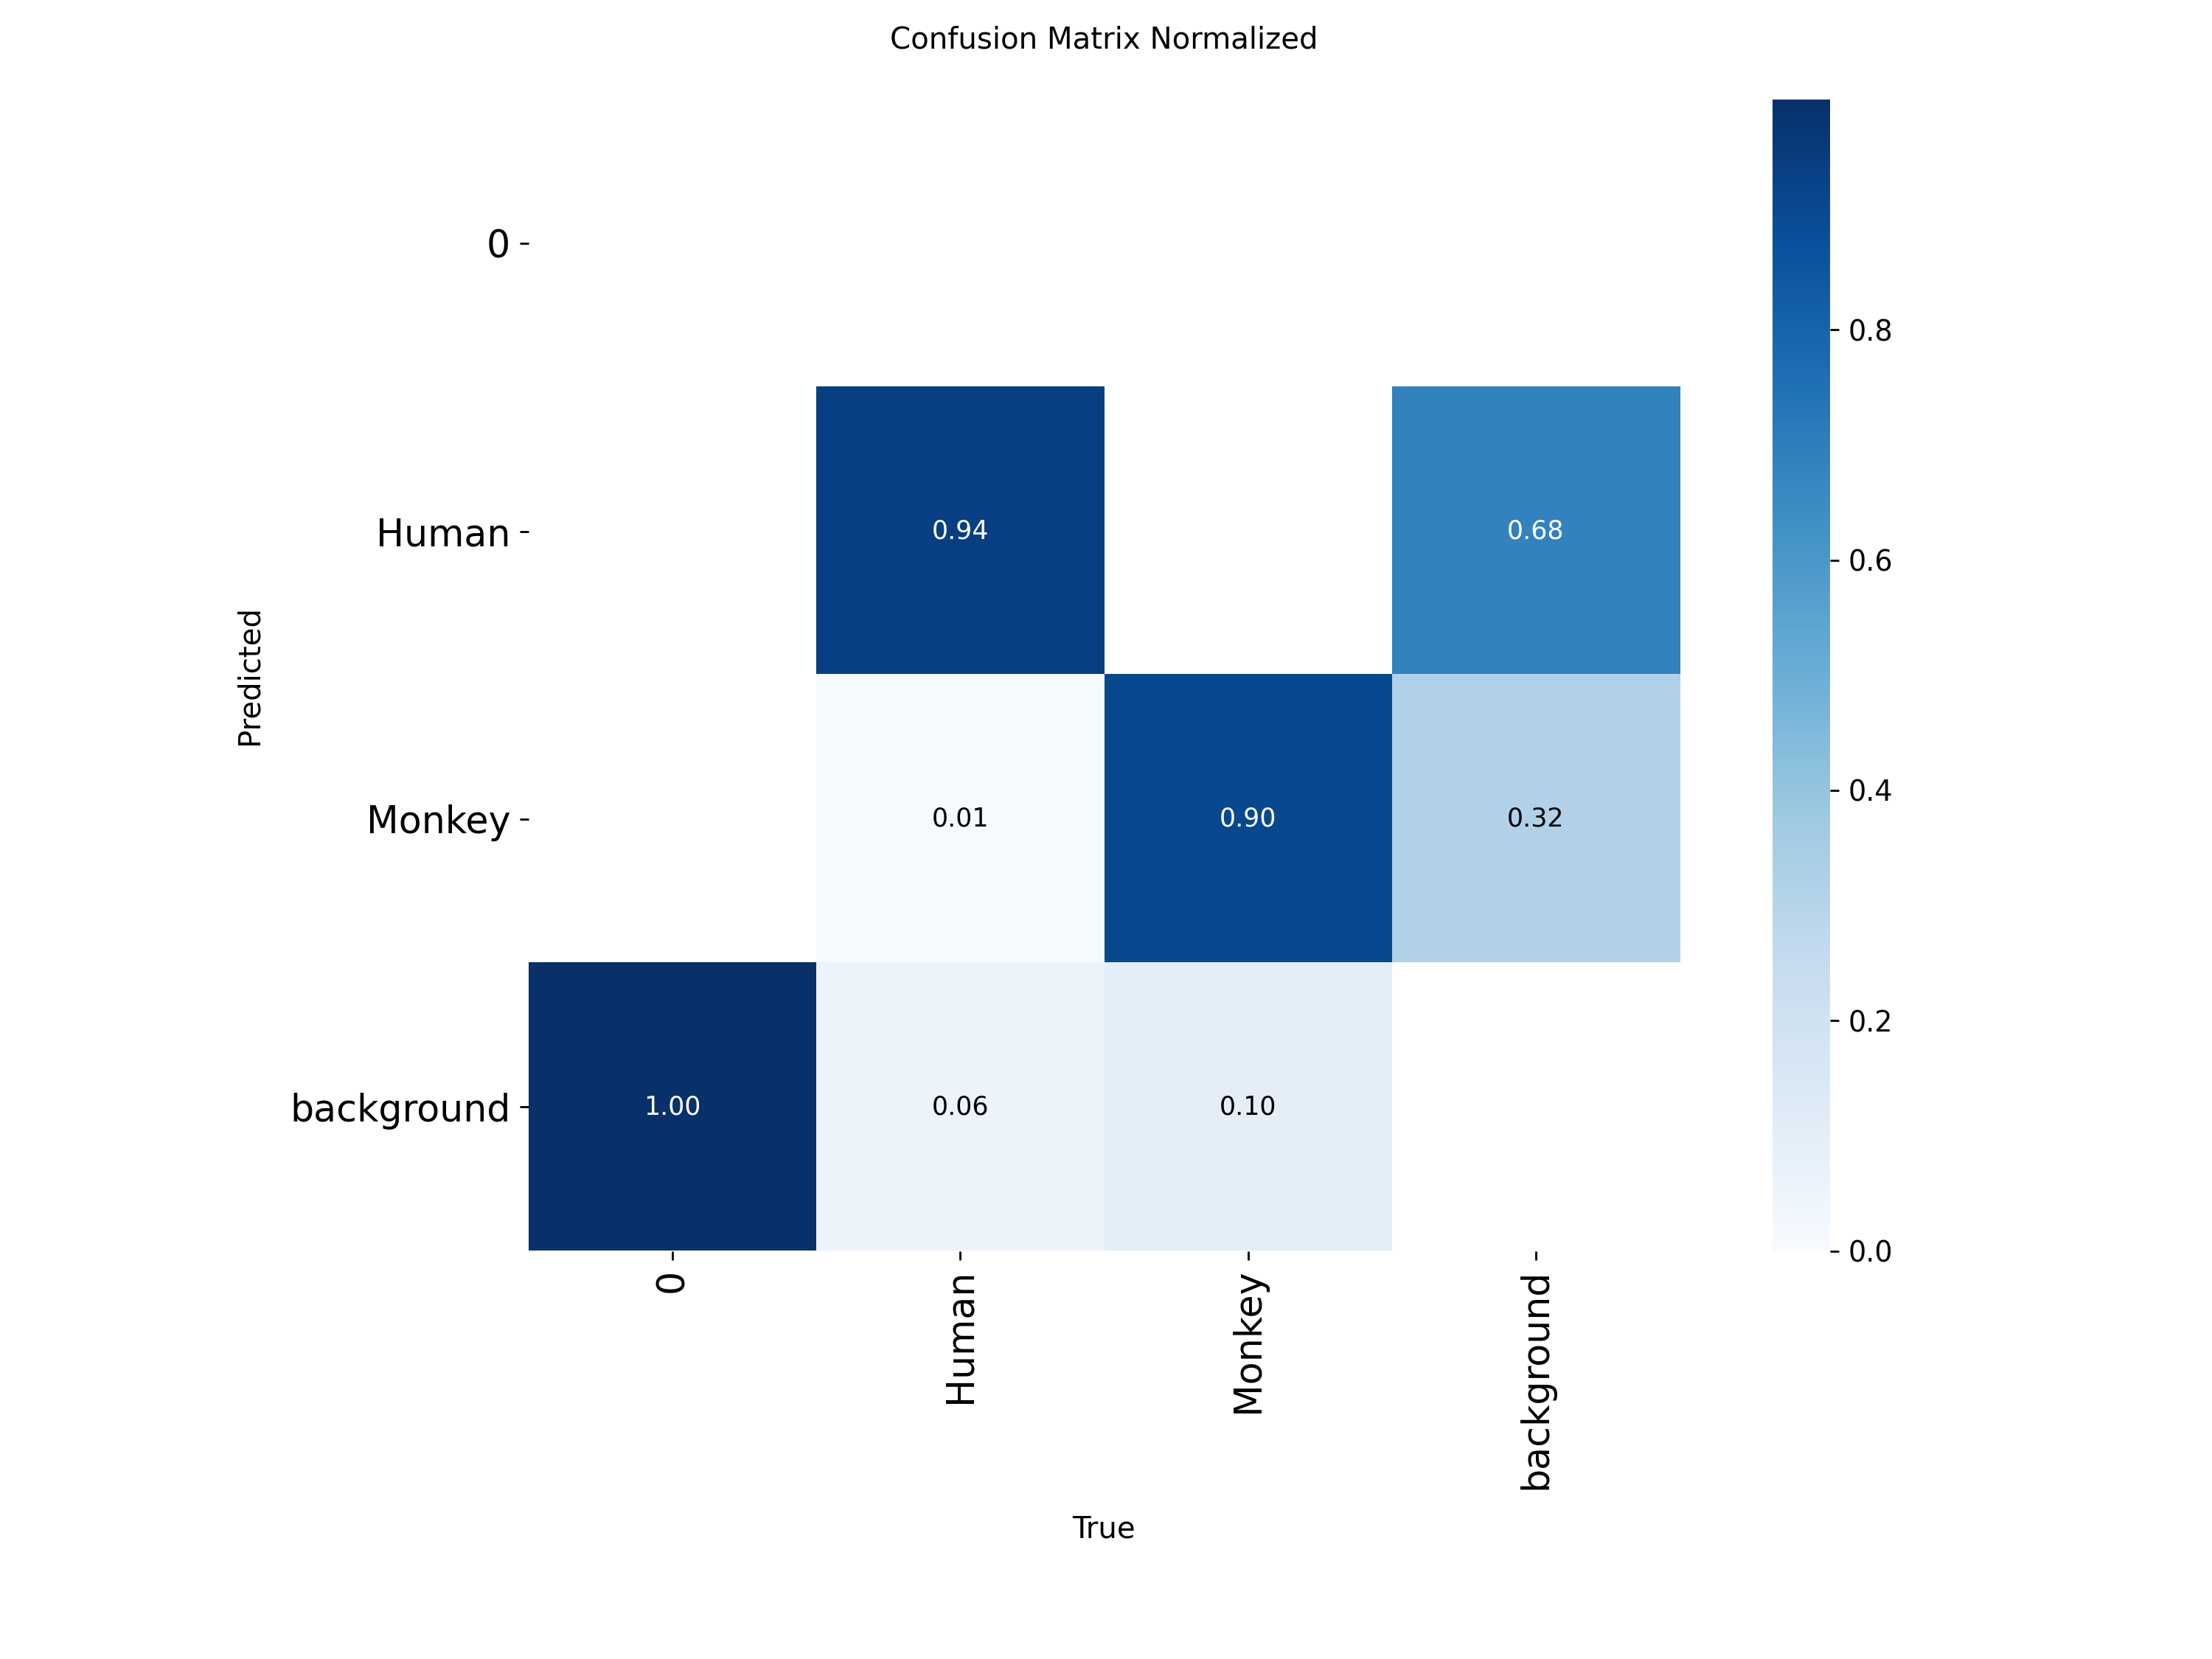 Confusion Matrix Normalized
0
Human
Monkey
background
Predicted
0.94
0.68
0.01
0.90
0.32
1.00
0.06
0.10
0
Human
Monkey
background
True
0.8
0.6
0.4
0.2
0.0